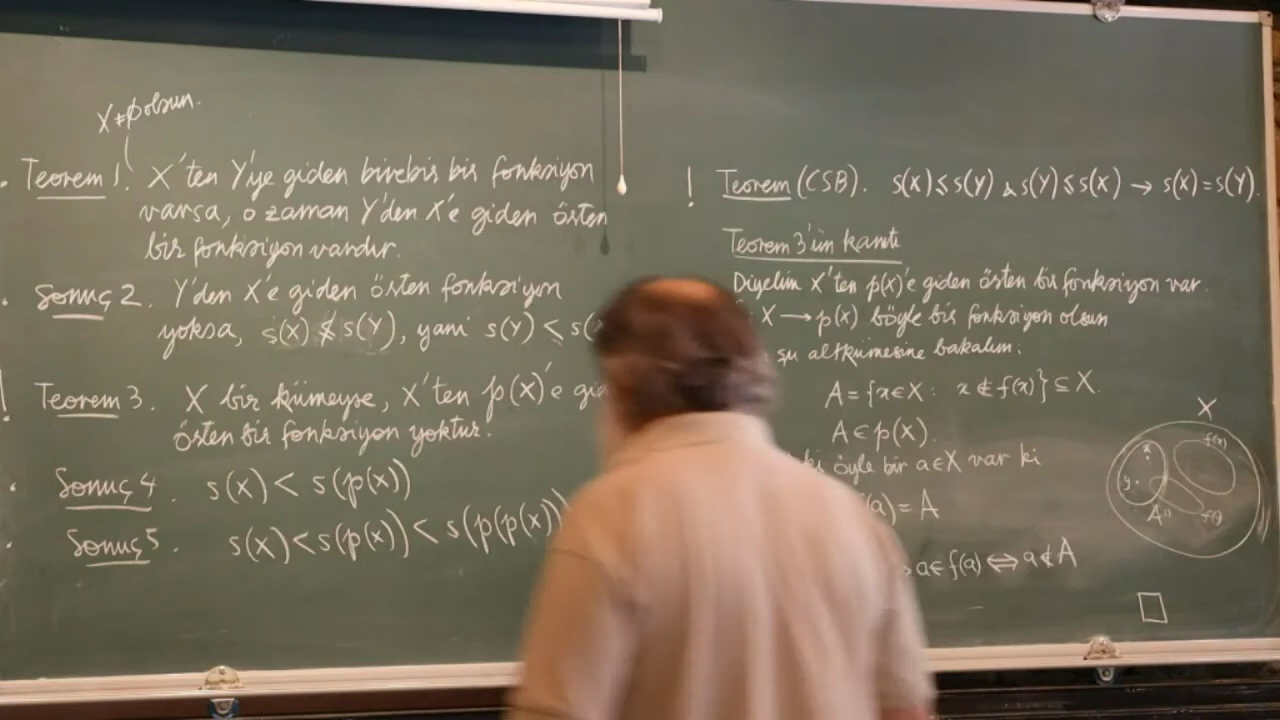 X≠∅ olsun.
Teorem 1. X'ten Y'ye giden birebir bir fonksiyon
varsa, o zaman Y'den X'e giden örten
bir fonksiyon vardır.
Sonuç 2. Y'den X'e giden örten fonksiyon
yoksa, s(X) ≰ s(Y), yani s(Y) ≤
! Teorem 3. X bir kümeyse, X'ten ℘(X)'e
örten bir fonksiyon yoktur!
Sonuç 4. s(X) < s(℘(X))
Sonuç 5. s(X) < s(℘(X)) < s(℘(℘(X))
! Teorem (CSB). s(X) ≤ s(Y) ∧ s(Y) ≤ s(X) → s(X) = s(Y).
Teorem 3'ün kanıtı
Diyelim X'ten ℘(X)'e giden örten bir fonksiyon var.
X → ℘(X) böyle bir fonksiyon olsun
şu altkümesine bakalım:
A = {x ∈ X : x ∉ f(x)} ⊆ X.
A ∈ ℘(X).
ki öyle bir a ∈ X var ki
(a) = A
a ∈ f(a) ⇔ a ∉ A
X
x
f(x)
y
A
f(y)